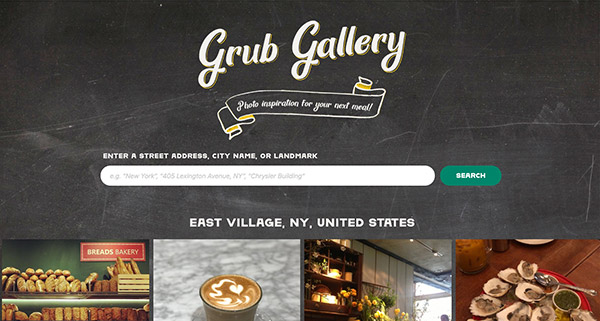 Grub Gallery
Photo inspiration for your next meal!
ENTER A STREET ADDRESS, CITY NAME, OR LANDMARK
e.g. "New York", "405 Lexington Avenue, NY", "Chrysler Building"
SEARCH
EAST VILLAGE, NY, UNITED STATES
BREADS BAKERY